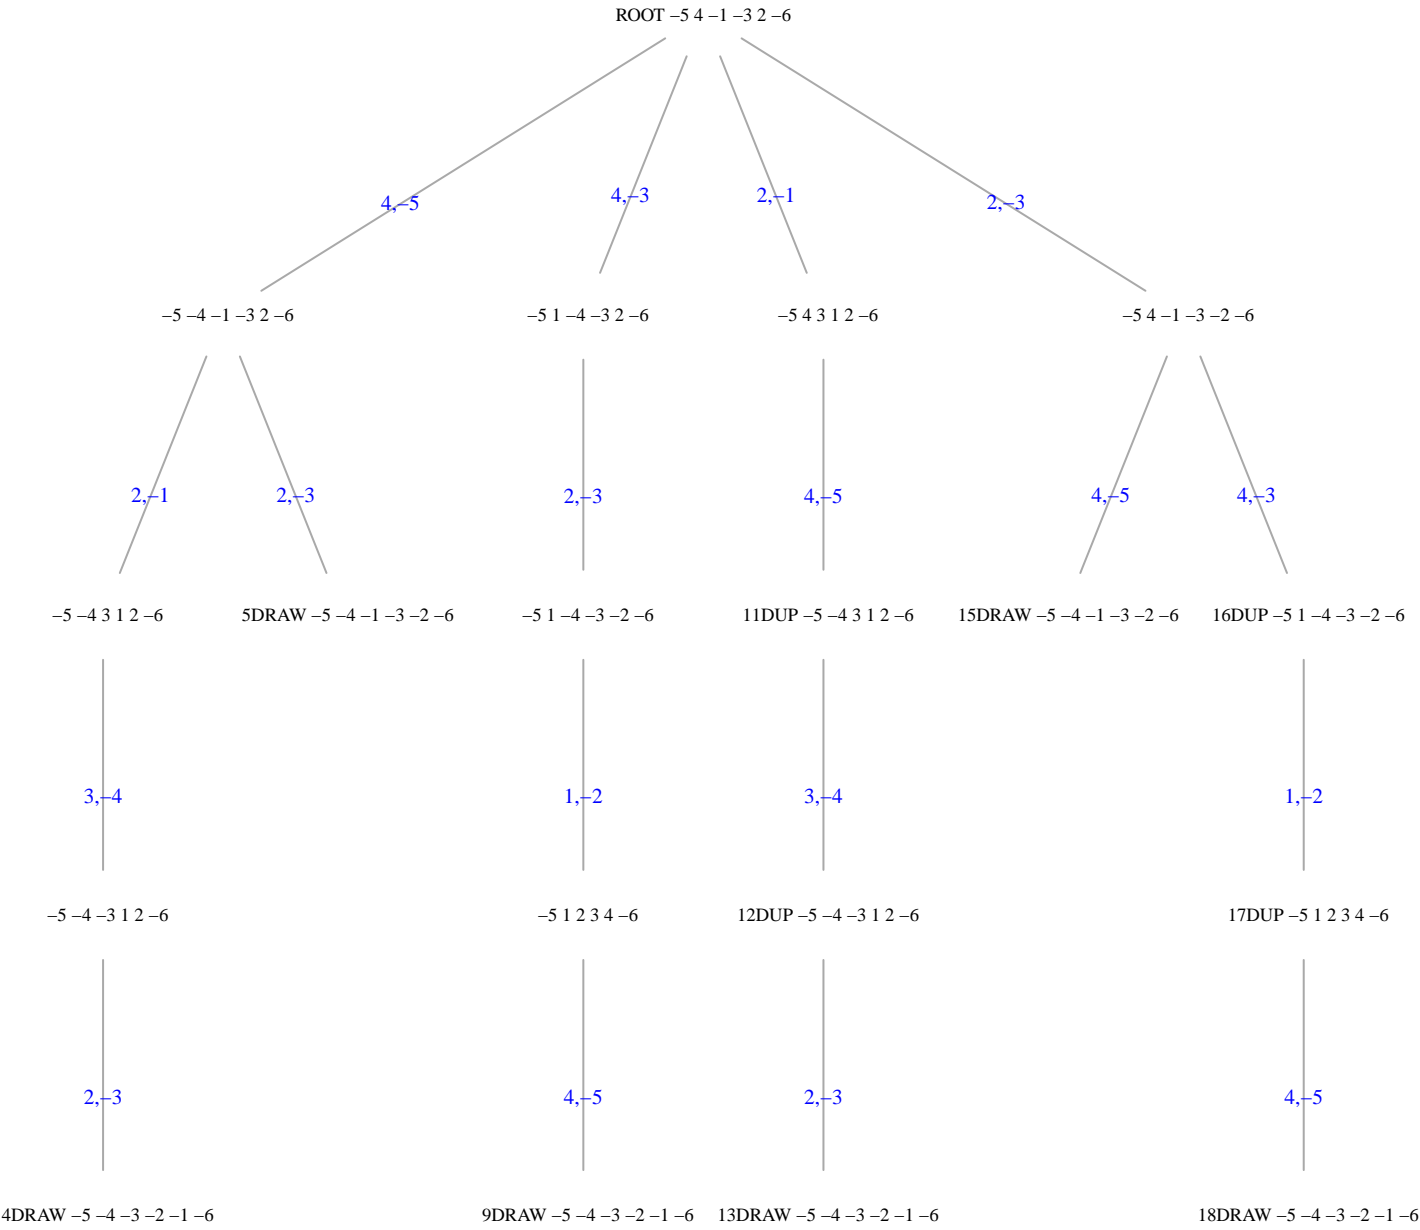 ROOT –5 4 –1 –3 2 –6
4,–5
4,–3
2,–1
2,–3
–5 –4 –1 –3 2 –6
–5 1 –4 –3 2 –6
–5 4 3 1 2 –6
–5 4 –1 –3 –2 –6
2,–1
2,–3
2,–3
4,–5
4,–5
4,–3
–5 –4 3 1 2 –6
5DRAW –5 –4 –1 –3 –2 –6
–5 1 –4 –3 –2 –6
11DUP –5 –4 3 1 2 –6
15DRAW –5 –4 –1 –3 –2 –6
16DUP –5 1 –4 –3 –2 –6
3,–4
1,–2
3,–4
1,–2
–5 –4 –3 1 2 –6
–5 1 2 3 4 –6
12DUP –5 –4 –3 1 2 –6
17DUP –5 1 2 3 4 –6
2,–3
4,–5
2,–3
4,–5
4DRAW –5 –4 –3 –2 –1 –6
9DRAW –5 –4 –3 –2 –1 –6
13DRAW –5 –4 –3 –2 –1 –6
18DRAW –5 –4 –3 –2 –1 –6